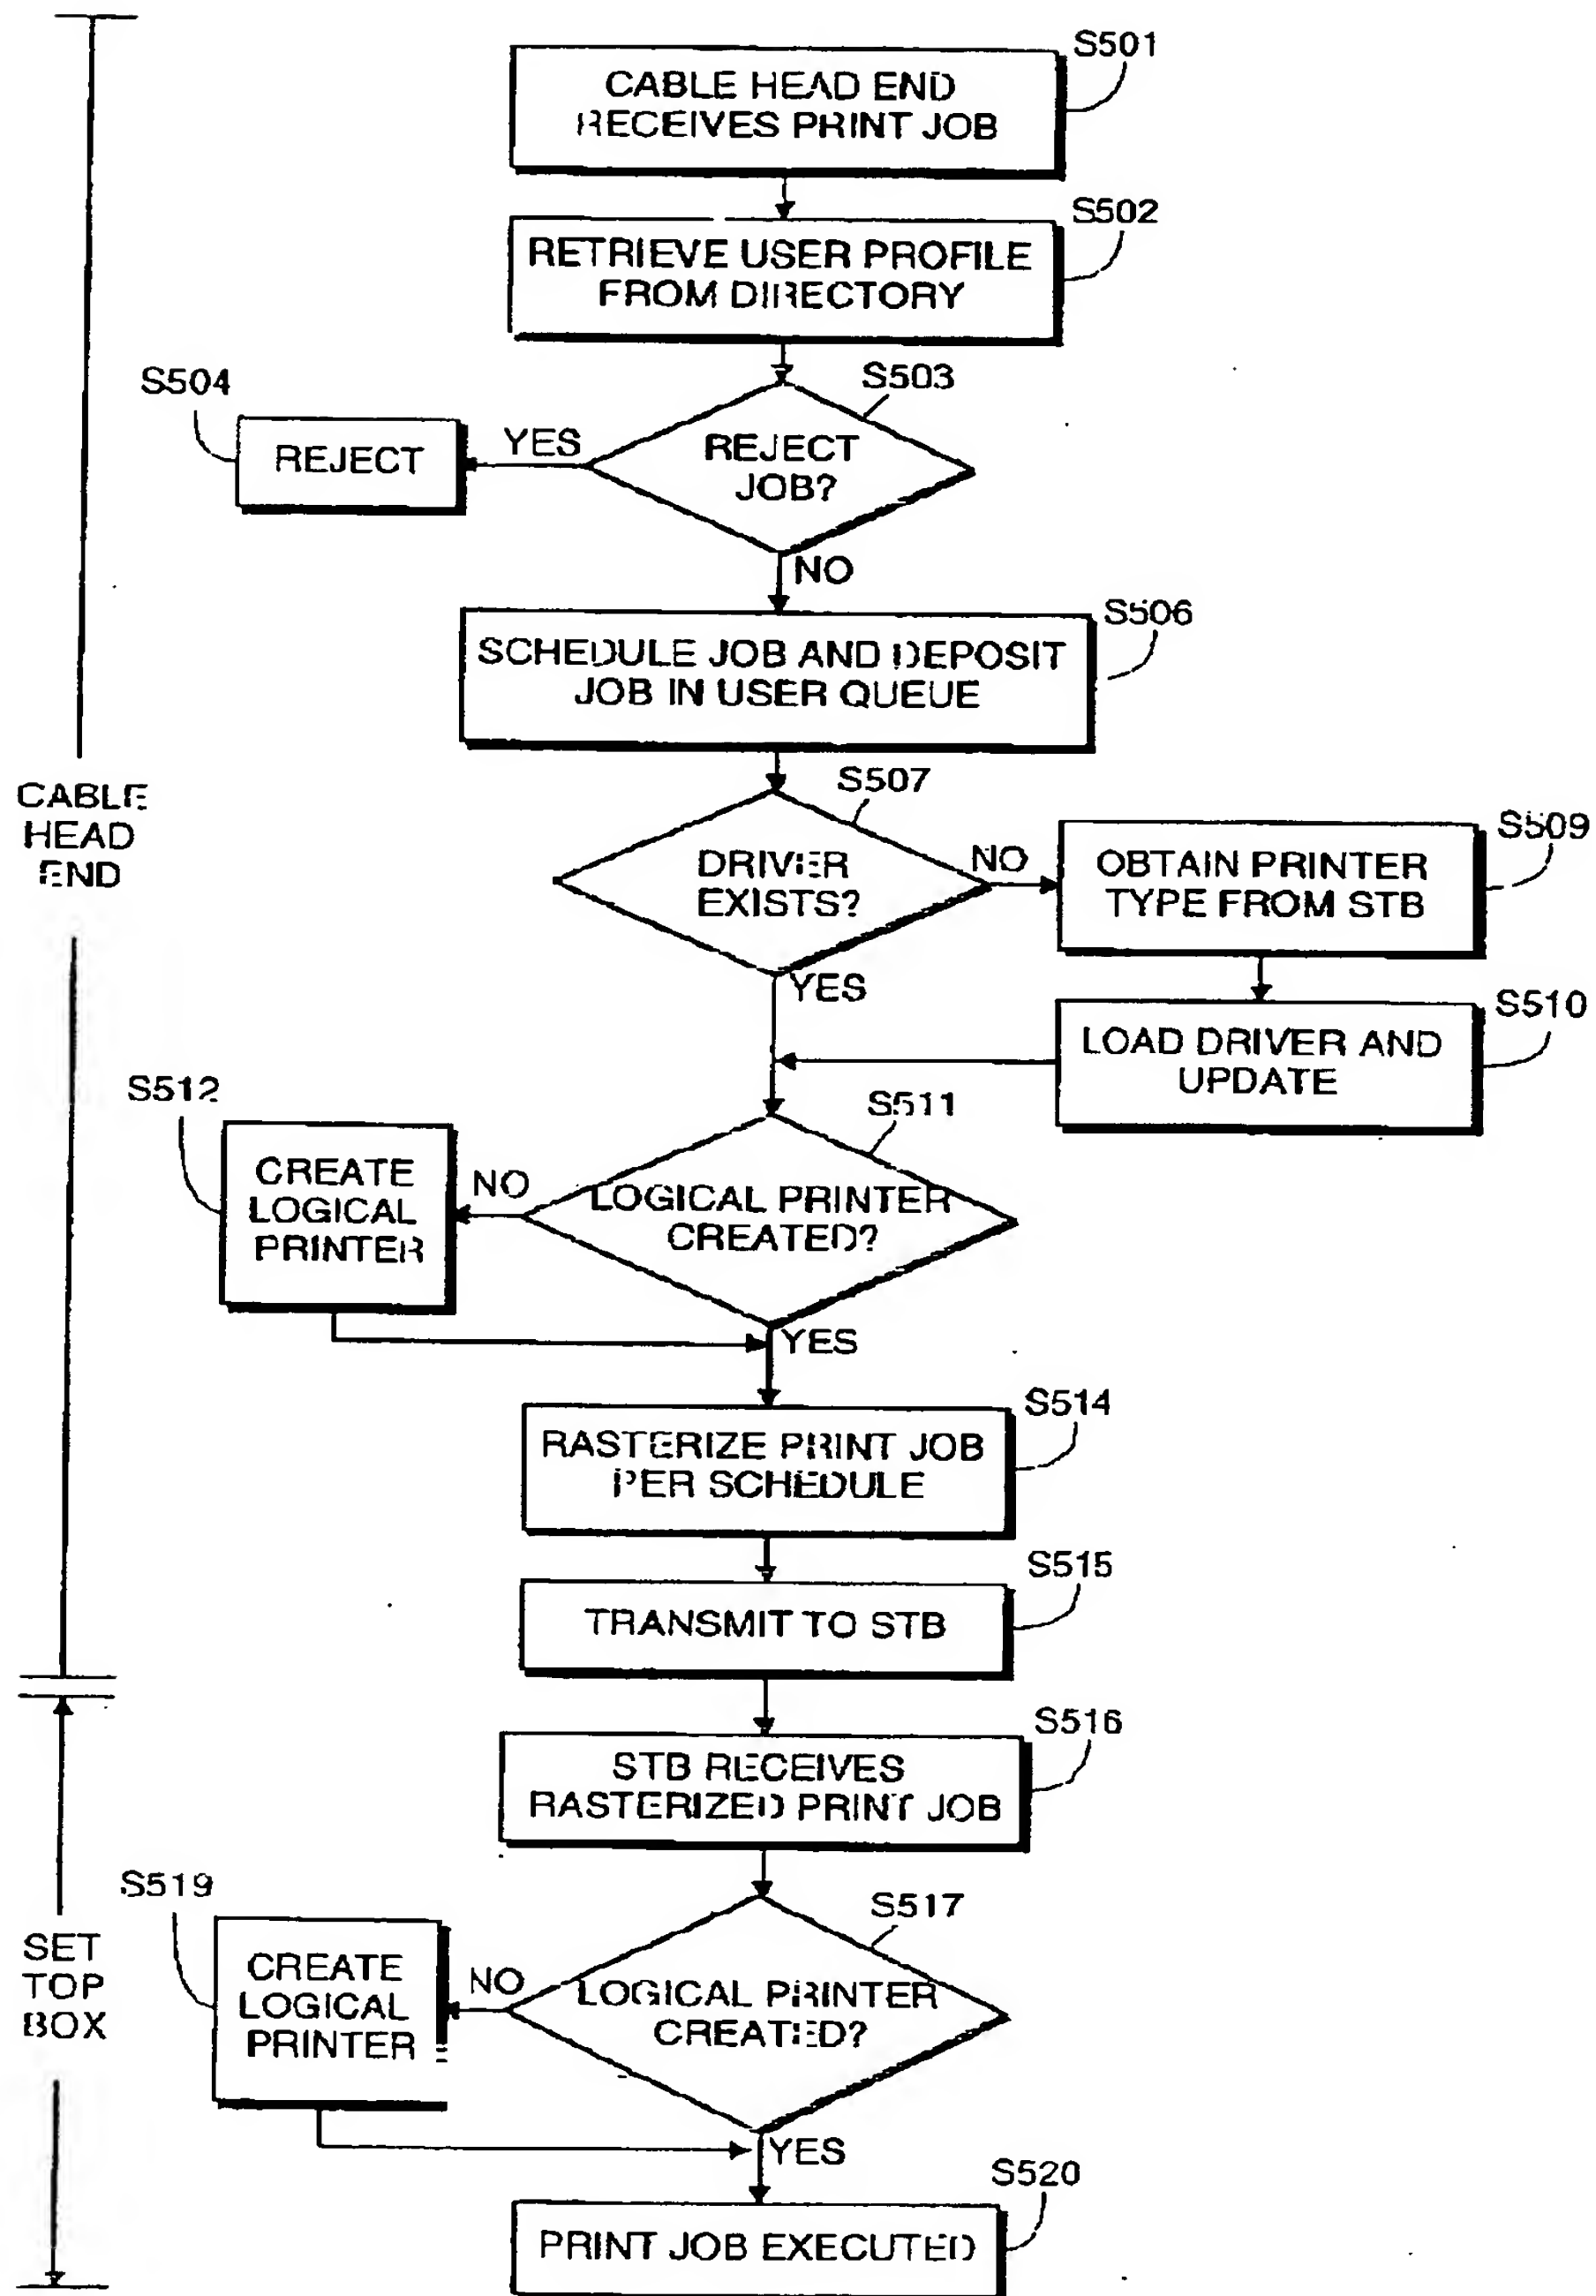 S501
CABLE HEAD END
RECEIVES PRINT JOB
S502
RETRIEVE USER PROFILE
FROM DIRECTORY
S503
S504
REJECT
YES
REJECT
JOB?
NO
S506
SCHEDULE JOB AND DEPOSIT
JOB IN USER QUEUE
S507
DRIVER
EXISTS?
NO
S509
OBTAIN PRINTER
TYPE FROM STB
YES
S510
LOAD DRIVER AND
UPDATE
CABLE
HEAD
END
S511
S512
CREATE
LOGICAL
PRINTER
NO
LOGICAL PRINTER
CREATED?
YES
S514
RASTERIZE PRINT JOB
PER SCHEDULE
S515
TRANSMIT TO STB
S516
STB RECEIVES
RASTERIZED PRINT JOB
S517
S519
CREATE
LOGICAL
PRINTER
NO
LOGICAL PRINTER
CREATED?
SET
TOP
BOX
YES
S520
PRINT JOB EXECUTED